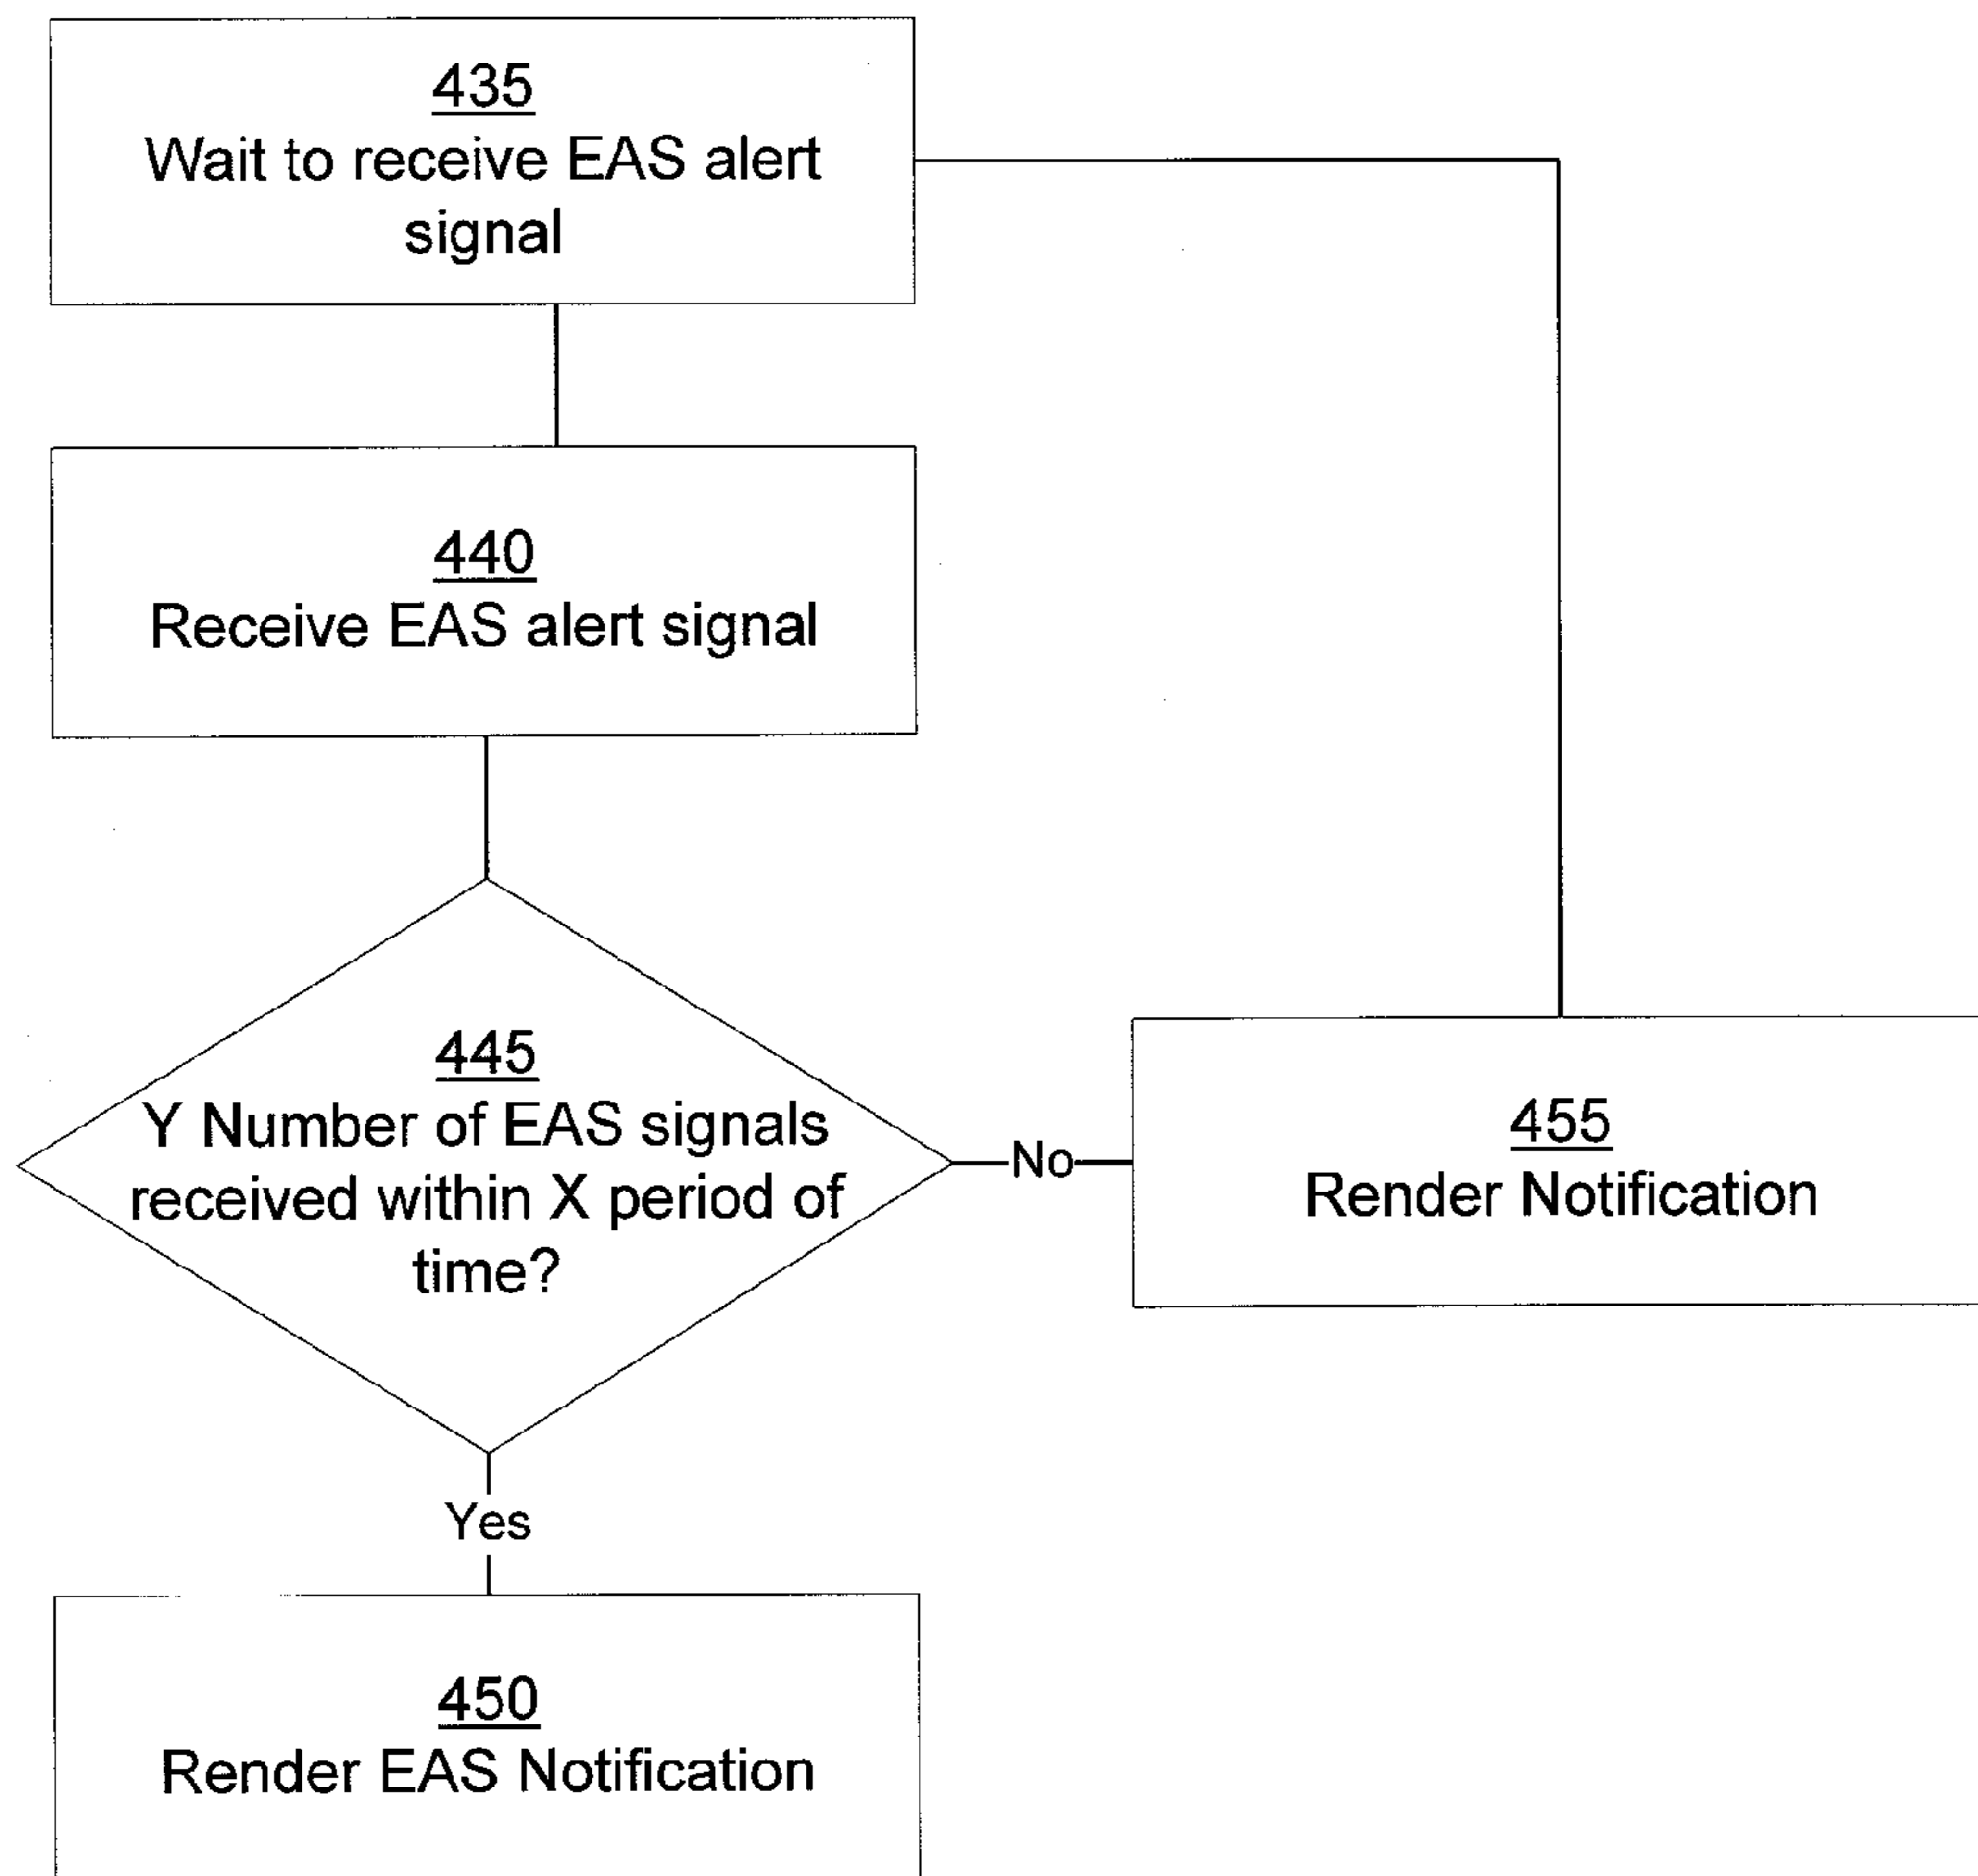 435
Wait to receive EAS alert
signal
440
Receive EAS alert signal
445
Y Number of EAS signals
received within X period of
time?
No
455
Render Notification
Yes
450
Render EAS Notification